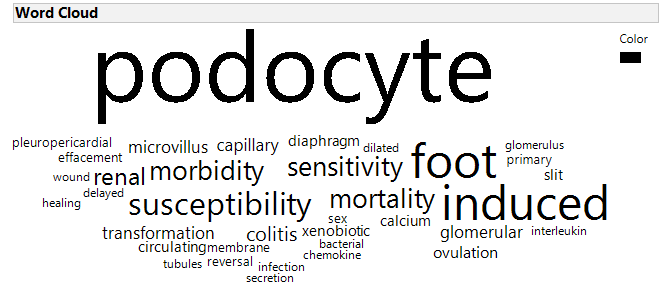 Word Cloud
Color
podocyte
pleuropericardial microvillus capillary diaphragm dilated foot glomerulus
effacement primary
wound renal morbidity sensitivity slit
healing delayed susceptibility mortality induced
sex calcium
transformation colitis xenobiotic glomerular interleukin
circulating membrane bacterial ovulation
chemokine
tubules reversal infection
secretion